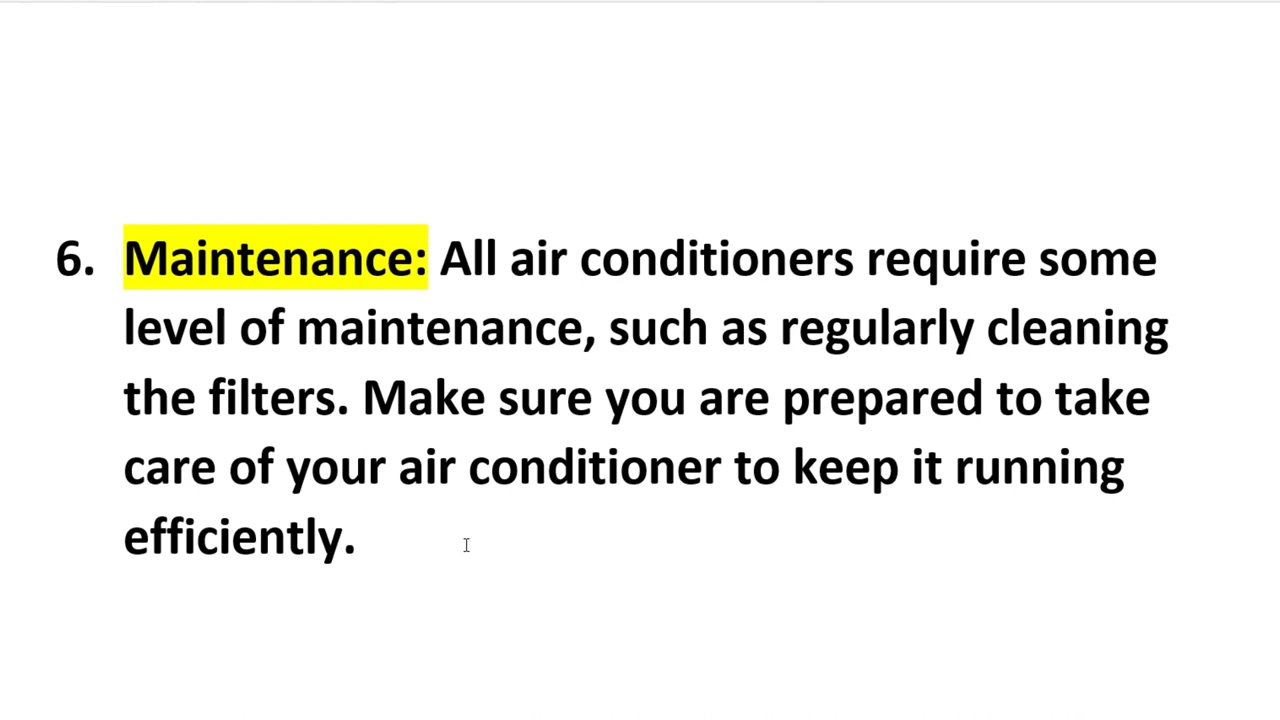 6. Maintenance: All air conditioners require some
level of maintenance, such as regularly cleaning
the filters. Make sure you are prepared to take
care of your air conditioner to keep it running
efficiently.